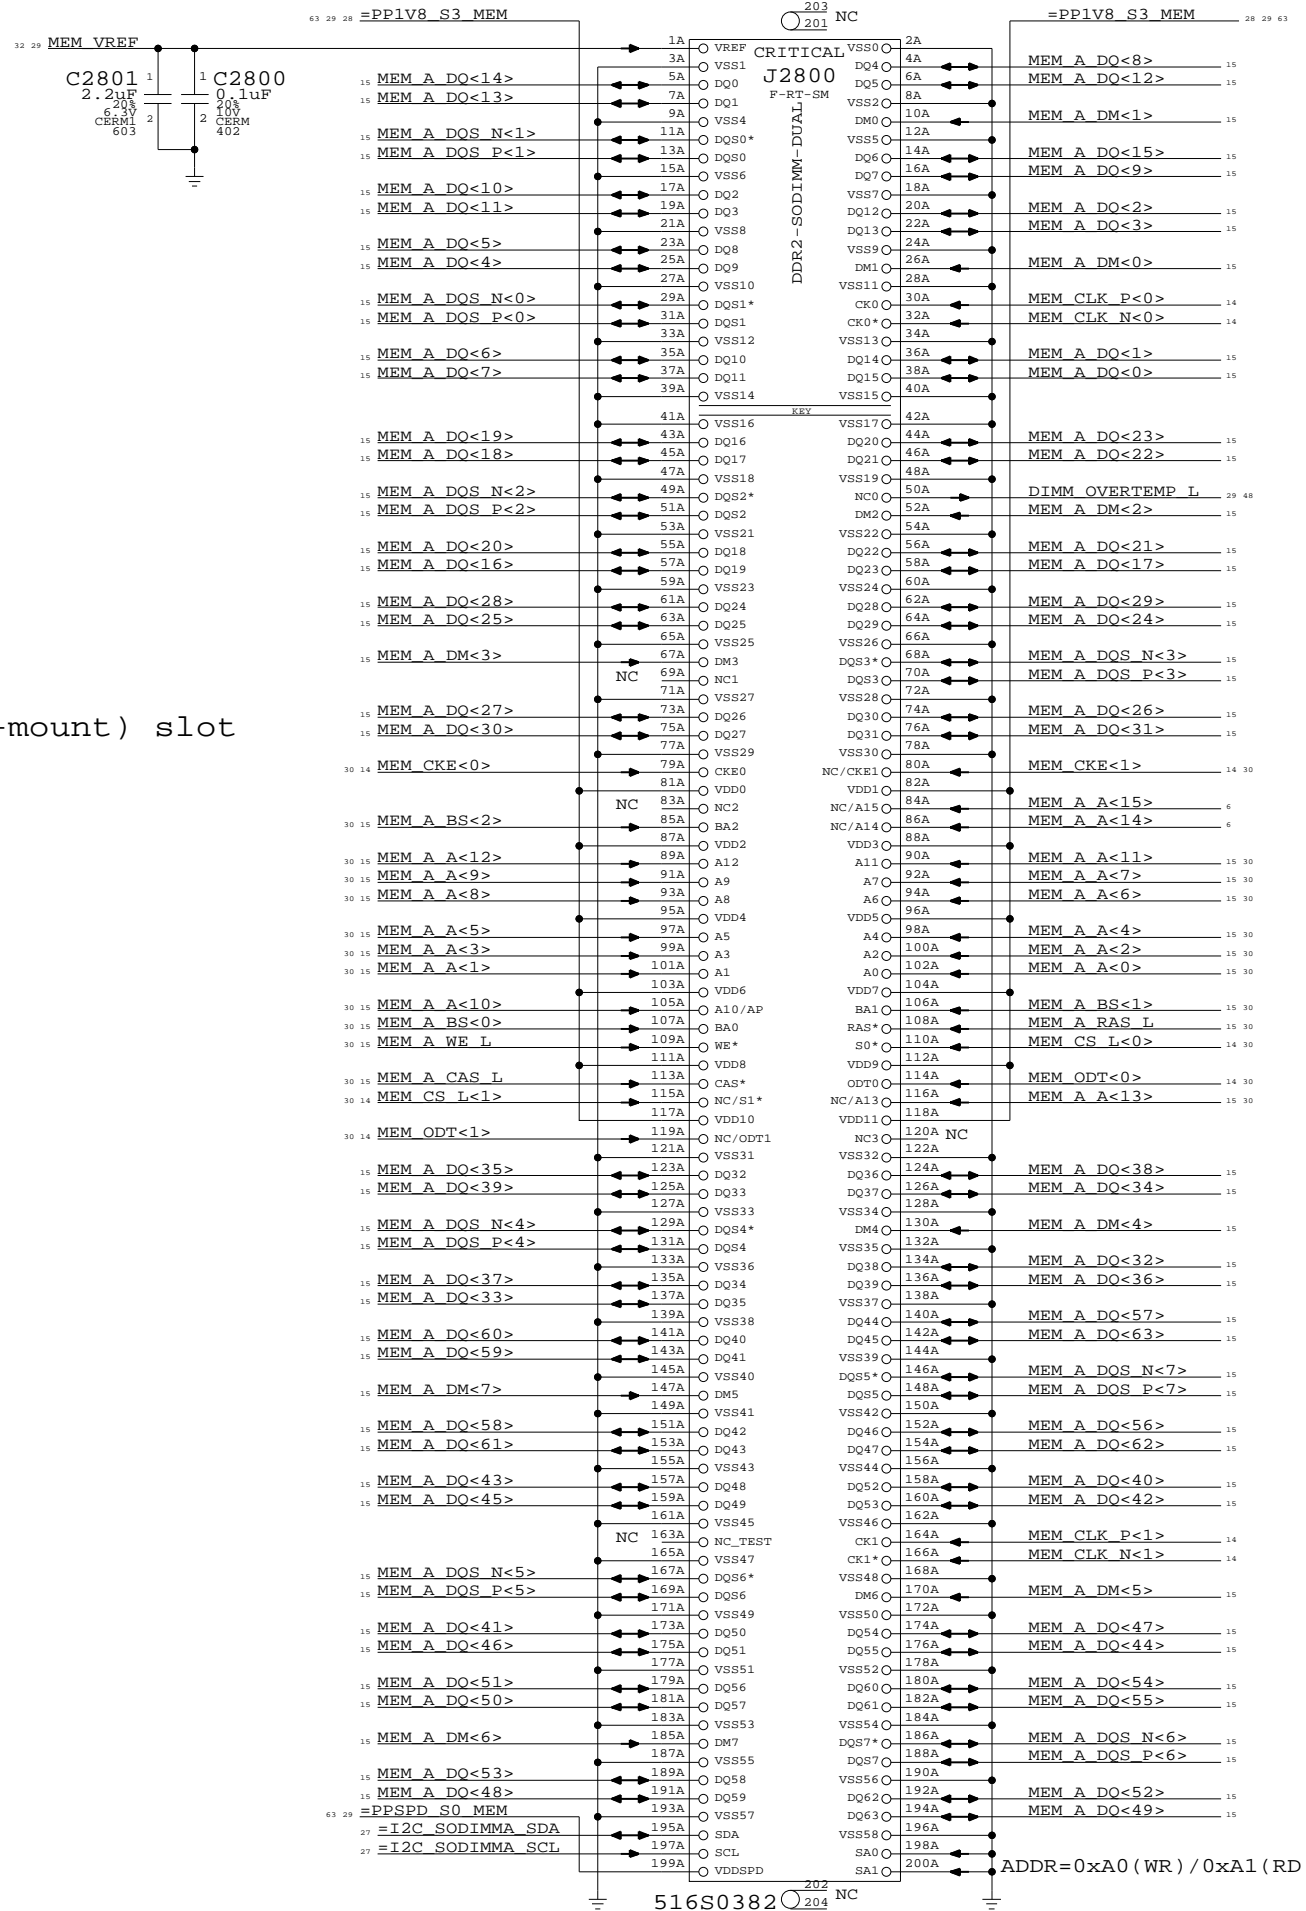 203
63 29 28 =PP1V8_S3_MEM 201 NC =PP1V8_S3_MEM 28 29 63
32 29 MEM_VREF 1A VREF CRITICAL VSS0 2A
3A VSS1 DQ4 4A MEM_A_DQ<8> 15
C2801 1 1 C2800 15 MEM_A_DQ<14> 5A DQ0 J2800 DQ5 6A MEM_A_DQ<12> 15
2.2uF 0.1uF 15 MEM_A_DQ<13> 7A DQ1 F-RT-SM VSS2 8A
20% 20%
6.3V 10V
CERM1 2 2 CERM 9A VSS4 DM0 10A MEM_A_DM<1> 15
603 402
DDR2-SODIMM-DUAL
15 MEM_A_DQS_N<1> 11A DQS0* VSS5 12A
15 MEM_A_DQS_P<1> 13A DQS0 DQ6 14A MEM_A_DQ<15> 15
15A VSS6 DQ7 16A MEM_A_DQ<9> 15
15 MEM_A_DQ<10> 17A DQ2 VSS7 18A
15 MEM_A_DQ<11> 19A DQ3 DQ12 20A MEM_A_DQ<2> 15
21A VSS8 DQ13 22A MEM_A_DQ<3> 15
15 MEM_A_DQ<5> 23A DQ8 VSS9 24A
15 MEM_A_DQ<4> 25A DQ9 DM1 26A MEM_A_DM<0> 15
27A VSS10 VSS11 28A
15 MEM_A_DQS_N<0> 29A DQS1* CK0 30A MEM_CLK_P<0> 14
15 MEM_A_DQS_P<0> 31A DQS1 CK0* 32A MEM_CLK_N<0> 14
33A VSS12 VSS13 34A
15 MEM_A_DQ<6> 35A DQ10 DQ14 36A MEM_A_DQ<1> 15
15 MEM_A_DQ<7> 37A DQ11 DQ15 38A MEM_A_DQ<0> 15
39A VSS14 VSS15 40A
KEY
41A VSS16 VSS17 42A
15 MEM_A_DQ<19> 43A DQ16 DQ20 44A MEM_A_DQ<23> 15
15 MEM_A_DQ<18> 45A DQ17 DQ21 46A MEM_A_DQ<22> 15
47A VSS18 VSS19 48A
15 MEM_A_DQS_N<2> 49A DQS2* NC0 50A DIMM_OVERTEMP_L 29 48
15 MEM_A_DQS_P<2> 51A DQS2 DM2 52A MEM_A_DM<2> 15
53A VSS21 VSS22 54A
15 MEM_A_DQ<20> 55A DQ18 DQ22 56A MEM_A_DQ<21> 15
15 MEM_A_DQ<16> 57A DQ19 DQ23 58A MEM_A_DQ<17> 15
59A VSS23 VSS24 60A
15 MEM_A_DQ<28> 61A DQ24 DQ28 62A MEM_A_DQ<29> 15
15 MEM_A_DQ<25> 63A DQ25 DQ29 64A MEM_A_DQ<24> 15
65A VSS25 VSS26 66A
15 MEM_A_DM<3> 67A DM3 DQS3* 68A MEM_A_DQS_N<3> 15
NC 69A NC1 DQS3 70A MEM_A_DQS_P<3> 15
71A VSS27 VSS28 72A
-mount) slot 15 MEM_A_DQ<27> 73A DQ26 DQ30 74A MEM_A_DQ<26> 15
15 MEM_A_DQ<30> 75A DQ27 DQ31 76A MEM_A_DQ<31> 15
77A VSS29 VSS30 78A
30 14 MEM_CKE<0> 79A CKE0 NC/CKE1 80A MEM_CKE<1> 14 30
81A VDD0 VDD1 82A
NC 83A NC2 NC/A15 84A MEM_A_A<15> 6
30 15 MEM_A_BS<2> 85A BA2 NC/A14 86A MEM_A_A<14> 6
87A VDD2 VDD3 88A
30 15 MEM_A_A<12> 89A A12 A11 90A MEM_A_A<11> 15 30
30 15 MEM_A_A<9> 91A A9 A7 92A MEM_A_A<7> 15 30
30 15 MEM_A_A<8> 93A A8 A6 94A MEM_A_A<6> 15 30
95A VDD4 VDD5 96A
30 15 MEM_A_A<5> 97A A5 A4 98A MEM_A_A<4> 15 30
30 15 MEM_A_A<3> 99A A3 A2 100A MEM_A_A<2> 15 30
30 15 MEM_A_A<1> 101A A1 A0 102A MEM_A_A<0> 15 30
103A VDD6 VDD7 104A
30 15 MEM_A_A<10> 105A A10/AP BA1 106A MEM_A_BS<1> 15 30
30 15 MEM_A_BS<0> 107A BA0 RAS* 108A MEM_A_RAS_L 15 30
30 15 MEM_A_WE_L 109A WE* S0* 110A MEM_CS_L<0> 14 30
111A VDD8 VDD9 112A
30 15 MEM_A_CAS_L 113A CAS* ODT0 114A MEM_ODT<0> 14 30
30 14 MEM_CS_L<1> 115A NC/S1* NC/A13 116A MEM_A_A<13> 15 30
117A VDD10 VDD11 118A
30 14 MEM_ODT<1> 119A NC/ODT1 NC3 120A NC
121A VSS31 VSS32 122A
15 MEM_A_DQ<35> 123A DQ32 DQ36 124A MEM_A_DQ<38> 15
15 MEM_A_DQ<39> 125A DQ33 DQ37 126A MEM_A_DQ<34> 15
127A VSS33 VSS34 128A
15 MEM_A_DQS_N<4> 129A DQS4* DM4 130A MEM_A_DM<4> 15
15 MEM_A_DQS_P<4> 131A DQS4 VSS35 132A
133A VSS36 DQ38 134A MEM_A_DQ<32> 15
15 MEM_A_DQ<37> 135A DQ34 DQ39 136A MEM_A_DQ<36> 15
15 MEM_A_DQ<33> 137A DQ35 VSS37 138A
139A VSS38 DQ44 140A MEM_A_DQ<57> 15
15 MEM_A_DQ<60> 141A DQ40 DQ45 142A MEM_A_DQ<63> 15
15 MEM_A_DQ<59> 143A DQ41 VSS39 144A
145A VSS40 DQS5* 146A MEM_A_DQS_N<7> 15
15 MEM_A_DM<7> 147A DM5 DQS5 148A MEM_A_DQS_P<7> 15
149A VSS41 VSS42 150A
15 MEM_A_DQ<58> 151A DQ42 DQ46 152A MEM_A_DQ<56> 15
15 MEM_A_DQ<61> 153A DQ43 DQ47 154A MEM_A_DQ<62> 15
155A VSS43 VSS44 156A
15 MEM_A_DQ<43> 157A DQ48 DQ52 158A MEM_A_DQ<40> 15
15 MEM_A_DQ<45> 159A DQ49 DQ53 160A MEM_A_DQ<42> 15
161A VSS45 VSS46 162A
NC 163A NC_TEST CK1 164A MEM_CLK_P<1> 14
165A VSS47 CK1* 166A MEM_CLK_N<1> 14
15 MEM_A_DQS_N<5> 167A DQS6* VSS48 168A
15 MEM_A_DQS_P<5> 169A DQS6 DM6 170A MEM_A_DM<5> 15
171A VSS49 VSS50 172A
15 MEM_A_DQ<41> 173A DQ50 DQ54 174A MEM_A_DQ<47> 15
15 MEM_A_DQ<46> 175A DQ51 DQ55 176A MEM_A_DQ<44> 15
177A VSS51 VSS52 178A
15 MEM_A_DQ<51> 179A DQ56 DQ60 180A MEM_A_DQ<54> 15
15 MEM_A_DQ<50> 181A DQ57 DQ61 182A MEM_A_DQ<55> 15
183A VSS53 VSS54 184A
15 MEM_A_DM<6> 185A DM7 DQS7* 186A MEM_A_DQS_N<6> 15
187A VSS55 DQS7 188A MEM_A_DQS_P<6> 15
15 MEM_A_DQ<53> 189A DQ58 VSS56 190A
15 MEM_A_DQ<48> 191A DQ59 DQ62 192A MEM_A_DQ<52> 15
63 29 =PPSPD_S0_MEM 193A VSS57 DQ63 194A MEM_A_DQ<49> 15
27 =I2C_SODIMMA_SDA 195A SDA VSS58 196A
27 =I2C_SODIMMA_SCL 197A SCL SA0 198A
199A VDDSPD SA1 200A ADDR=0xA0(WR)/0xA1(RD
202
516S0382 204 NC